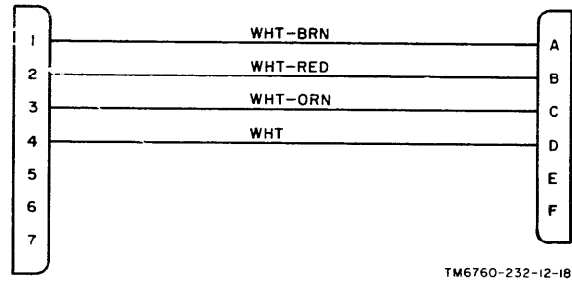 1 WHT-BRN A
2 WHT-RED B
3 WHT-ORN C
4 WHT D
5 E
6 F
7
TM6760-232-12-18